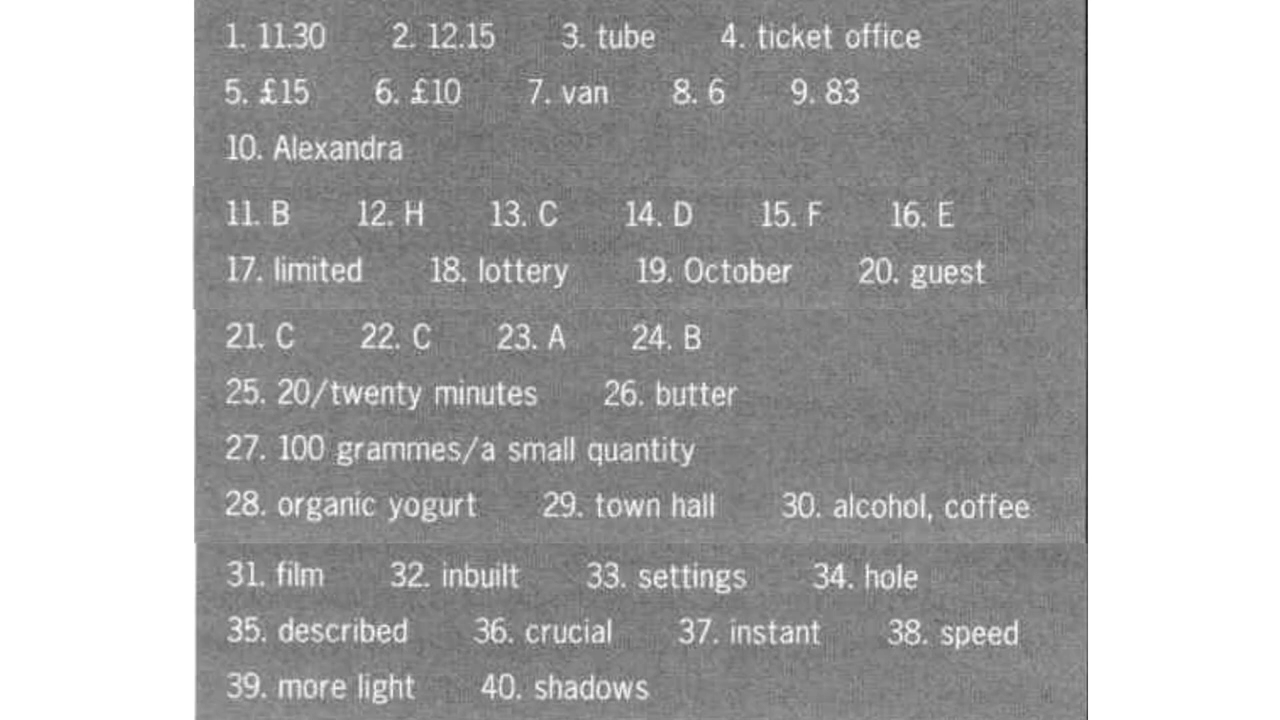 1. 11.30 2. 12.15 3. tube 4. ticket office
5. £15 6. £10 7. van 8. 6 9. 83
10. Alexandra
11. B 12. H 13. C 14. D 15. F 16. E
17. limited 18. lottery 19. October 20. guest
21. C 22. C 23. A 24. B
25. 20/twenty minutes 26. butter
27. 100 grammes/a small quantity
28. organic yogurt 29. town hall 30. alcohol, coffee
31. film 32. inbuilt 33. settings 34. hole
35. described 36. crucial 37. instant 38. speed
39. more light 40. shadows